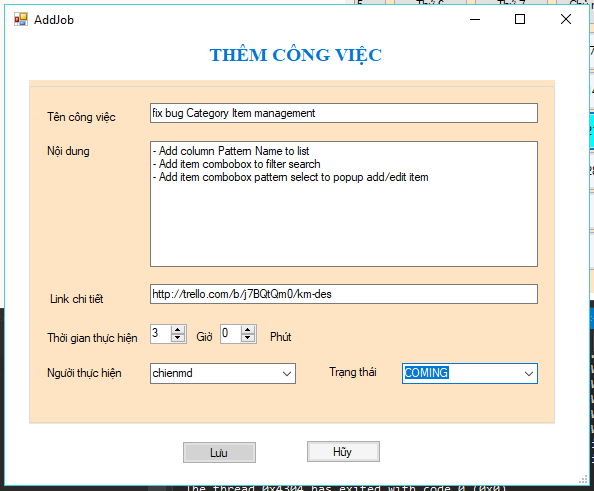 AddJob
THÊM CÔNG VIỆC
Tên công việc
fix bug Category Item management
Nội dung
- Add column Pattern Name to list
- Add item combobox to filter search
- Add item combobox pattern select to popup add/edit item
Link chi tiết
http://trello.com/b/j7BQtQm0/km-des
Thời gian thực hiện
3
Giờ
0
Phút
Người thực hiện
chienmd
Trạng thái
COMING
Lưu
Hủy
The thread 0x4304 has exited with code 0 (0x0)